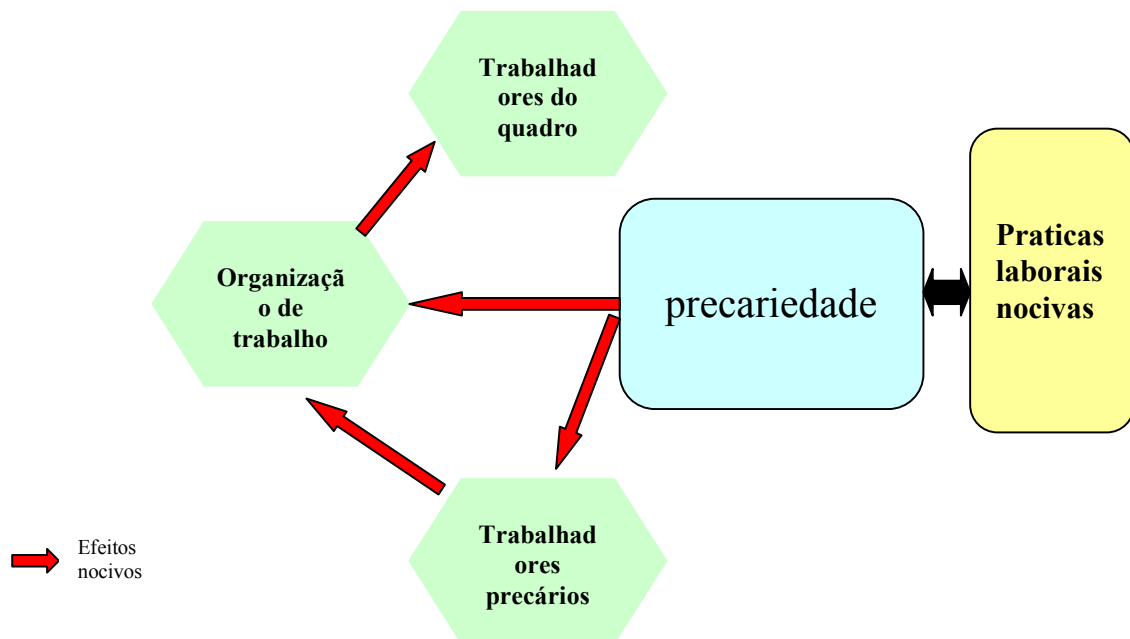 Trabalhad
ores do
quadro
Organizaçã
o de
trabalho
precariedade
Praticas
laborais
nocivas
Trabalhad
ores
precários
Efeitos
nocivos